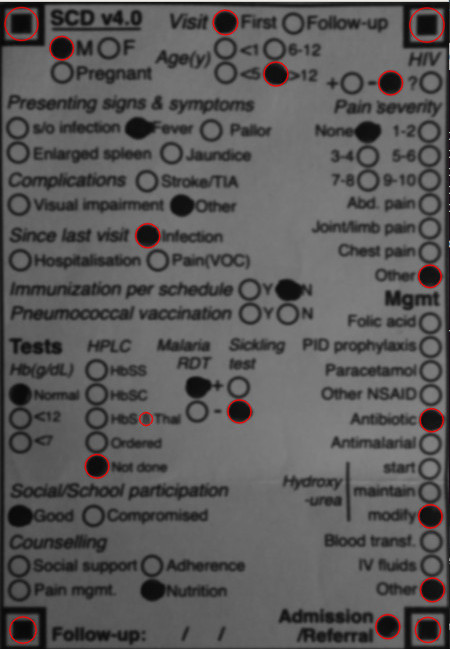 SCD v4.0 Visit First Follow-up
M F Age(y) <1 6-12 HIV
Pregnant <5 >12 + - ?
Presenting signs & symptoms Pain severity
s/o infection Fever Pallor None 1-2
Enlarged spleen Jaundice 3-4 5-6
Complications Stroke/TIA 7-8 9-10
Visual impairment Other Abd. pain
Since last visit Infection Joint/limb pain
Hospitalisation Pain(VOC) Chest pain
Other
Immunization per schedule Y N Mgmt
Pneumococcal vaccination Y N Folic acid
Tests HPLC Malaria Sickling PID prophylaxis
Hb(g/dL) HbSS RDT test Paracetamol
Normal HbSC + Other NSAID
<12 HbS Thal - Antibiotic
<7 Ordered Antimalarial
Not done start
Social/School participation Hydroxy maintain
Good Compromised -urea modify
Counselling Blood transf.
Social support Adherence IV fluids
Pain mgmt. Nutrition Other
Follow-up: / / Admission
/Referral